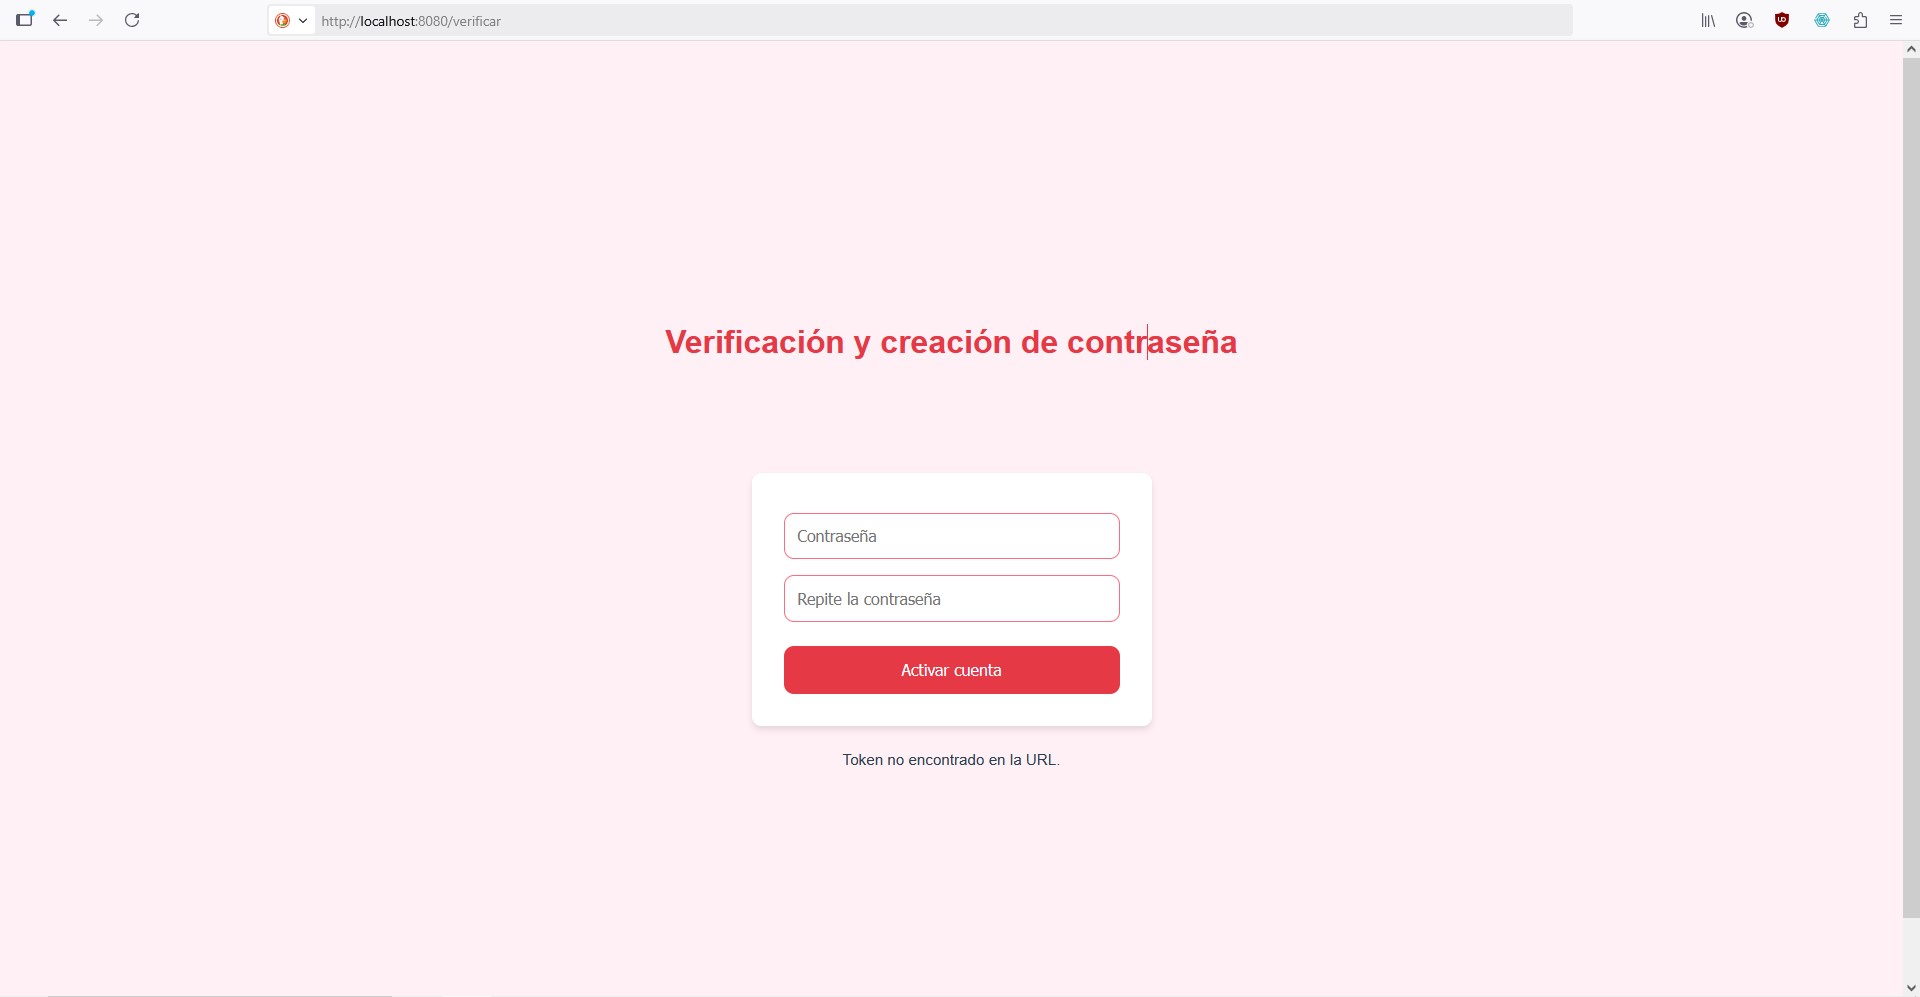 http://localhost:8080/verificar
Verificación y creación de contraseña
Contraseña
Repite la contraseña
Activar cuenta
Token no encontrado en la URL.